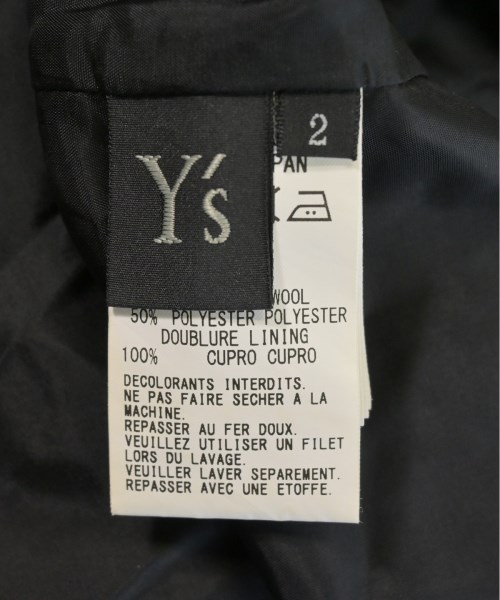 Y's
2
PAN
WOOL
50% POLYESTER POLYESTER
DOUBLURE LINING
100% CUPRO CUPRO
DECOLORANTS INTERDITS.
NE PAS FAIRE SECHER A LA
MACHINE.
REPASSER AU FER DOUX.
VEUILLEZ UTILISER UN FILET
LORS DU LAVAGE.
VEUILLER LAVER SEPAREMENT.
REPASSER AVEC UNE ETOFFE.